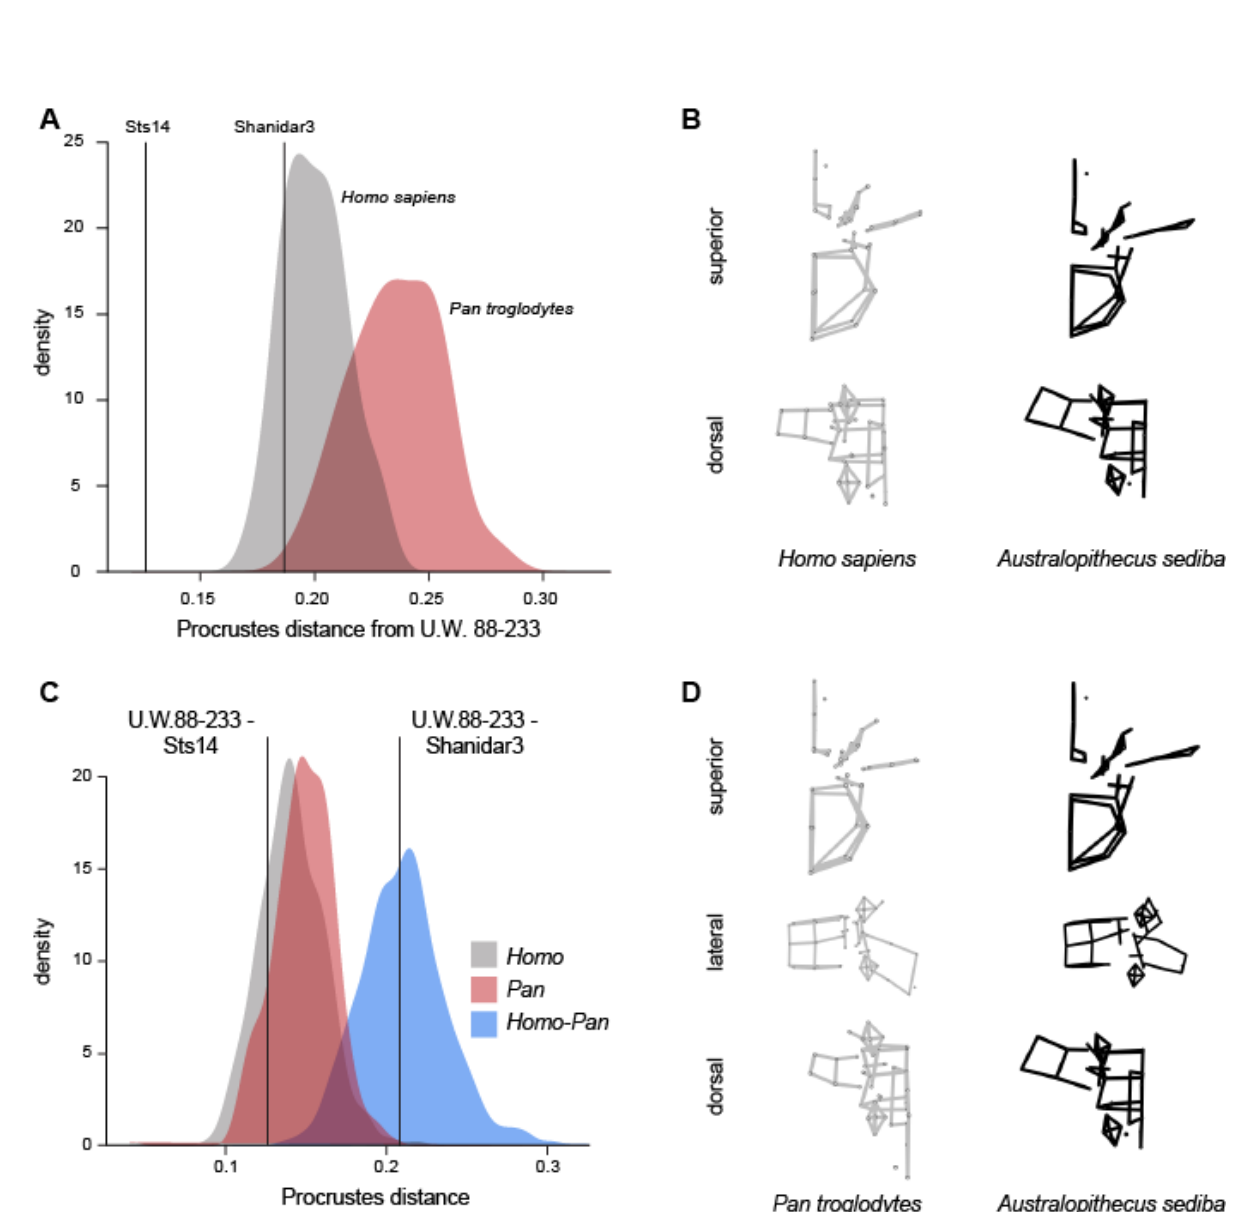 A
Sts14
Shanidar3
25
20
15
10
5
0
density
Homo sapiens
Pan troglodytes
0.15
0.20
0.25
0.30
Procrustes distance from U.W. 88-233
B
superior
dorsal
Homo sapiens
Australopithecus sediba
C
U.W.88-233 -
Sts14
U.W.88-233 -
Shanidar3
20
15
10
5
0
density
Homo
Pan
Homo-Pan
0.1
0.2
0.3
Procrustes distance
D
superior
lateral
dorsal
Pan troglodytes
Australopithecus sediba